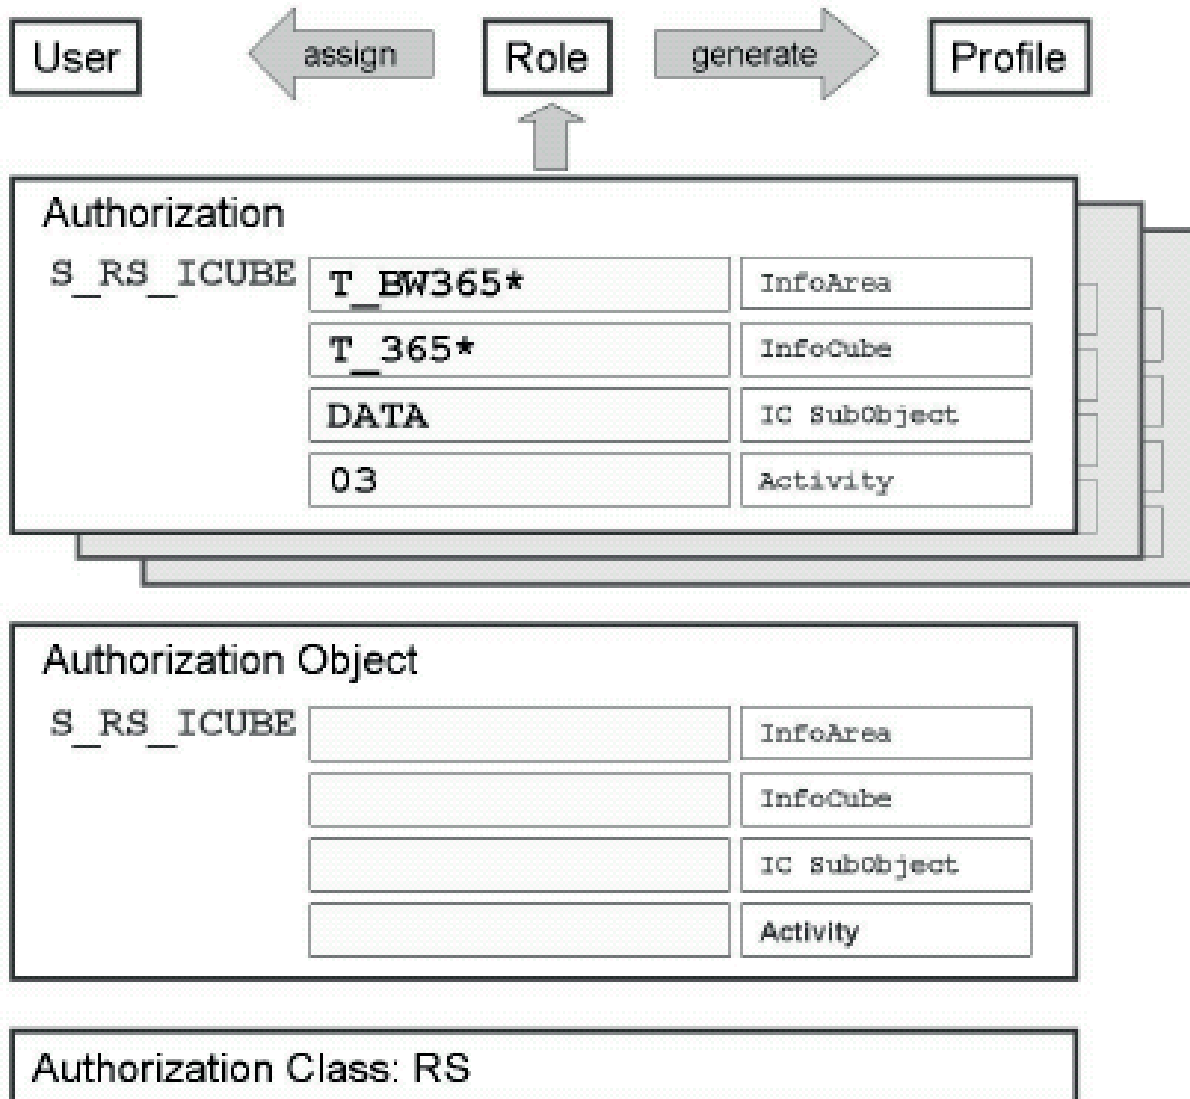 User assign Role generate Profile
Authorization
S_RS_ICUBE T_BW365* InfoArea
T_365* InfoCube
DATA IC SubObject
03 Activity
Authorization Object
S_RS_ICUBE InfoArea
InfoCube
IC SubObject
Activity
Authorization Class: RS